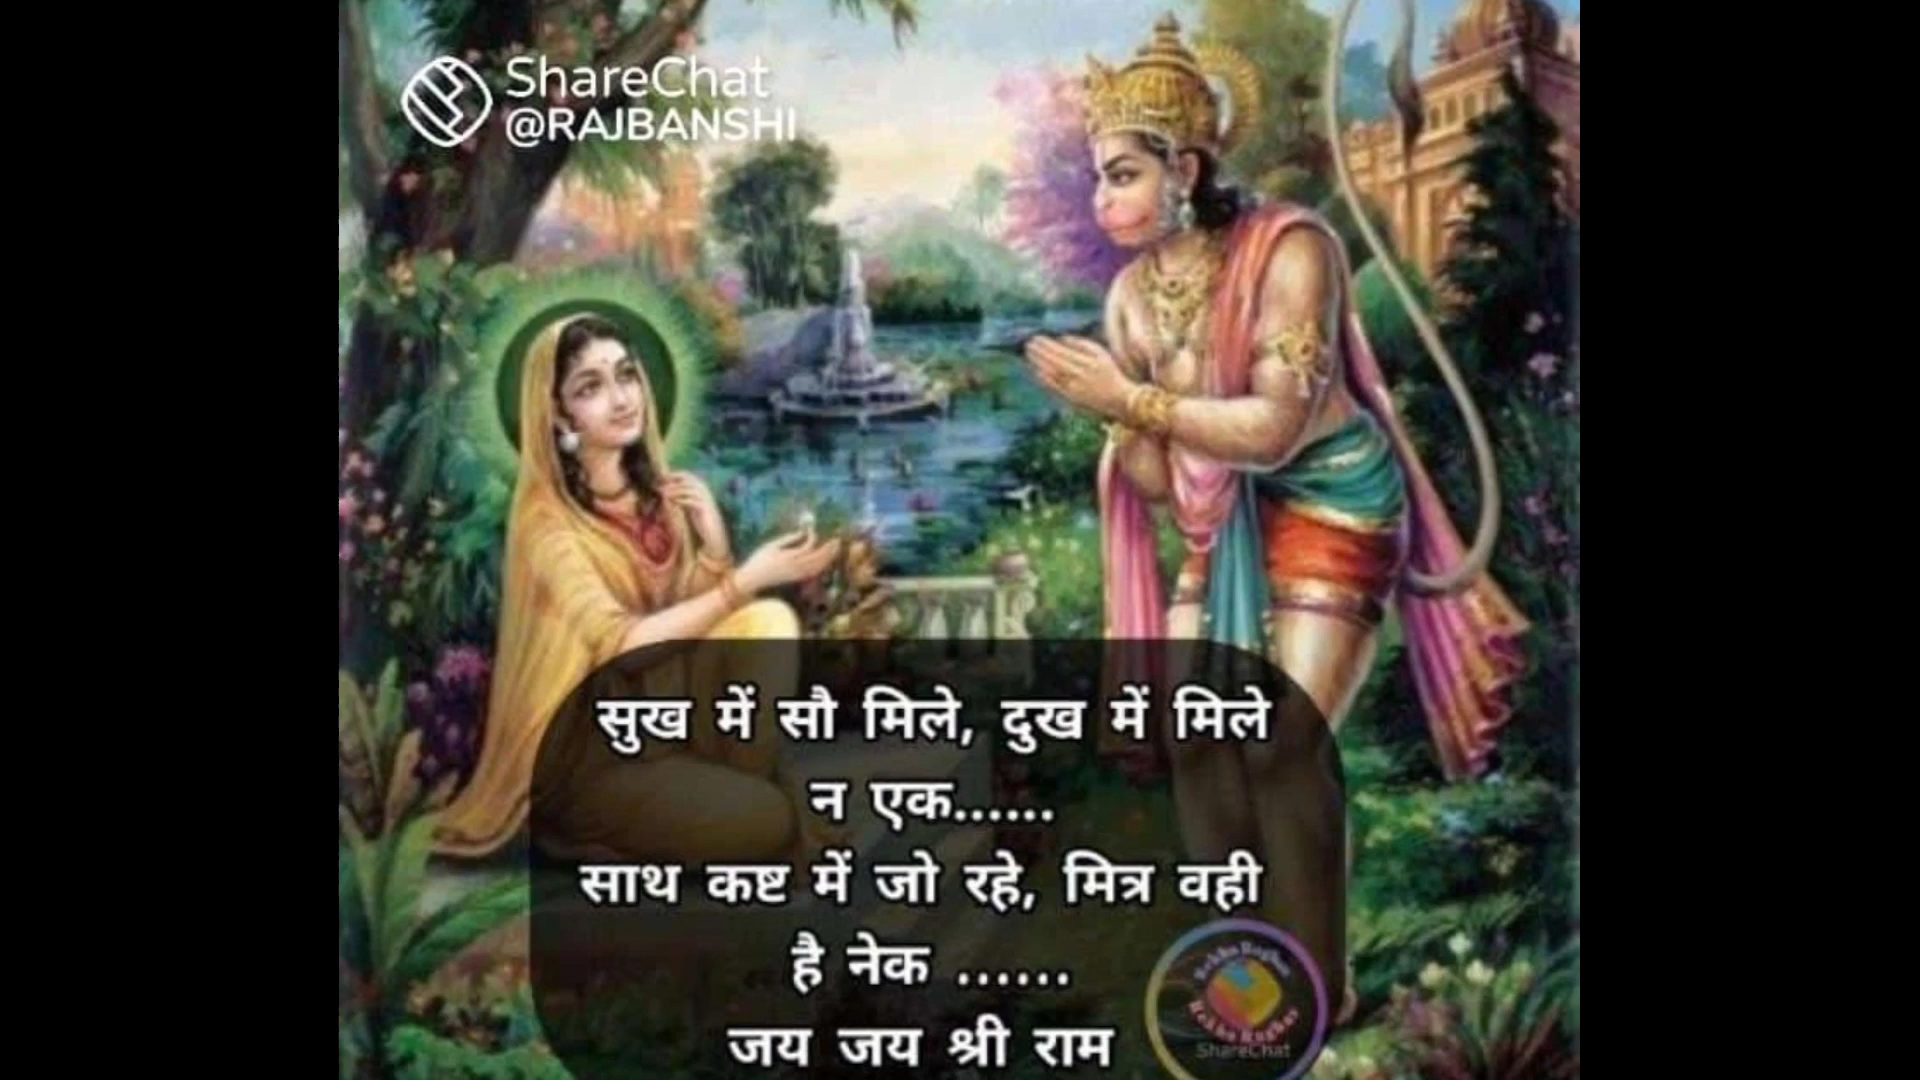 ShareChat
@RAJBANSHI
सुख में सौ मिले, दुख में मिले
न एक......
साथ कष्ट में जो रहे, मित्र वही
है नेक ......
जय जय श्री राम
ShareChat